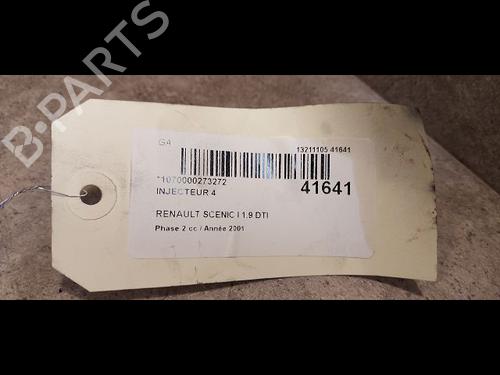 B-PARTS
G4
13211105 41641
*1070000273272
INJECTEUR 4
41641
RENAULT SCENIC I 1.9 DTI
Phase 2 cc / Année 2001